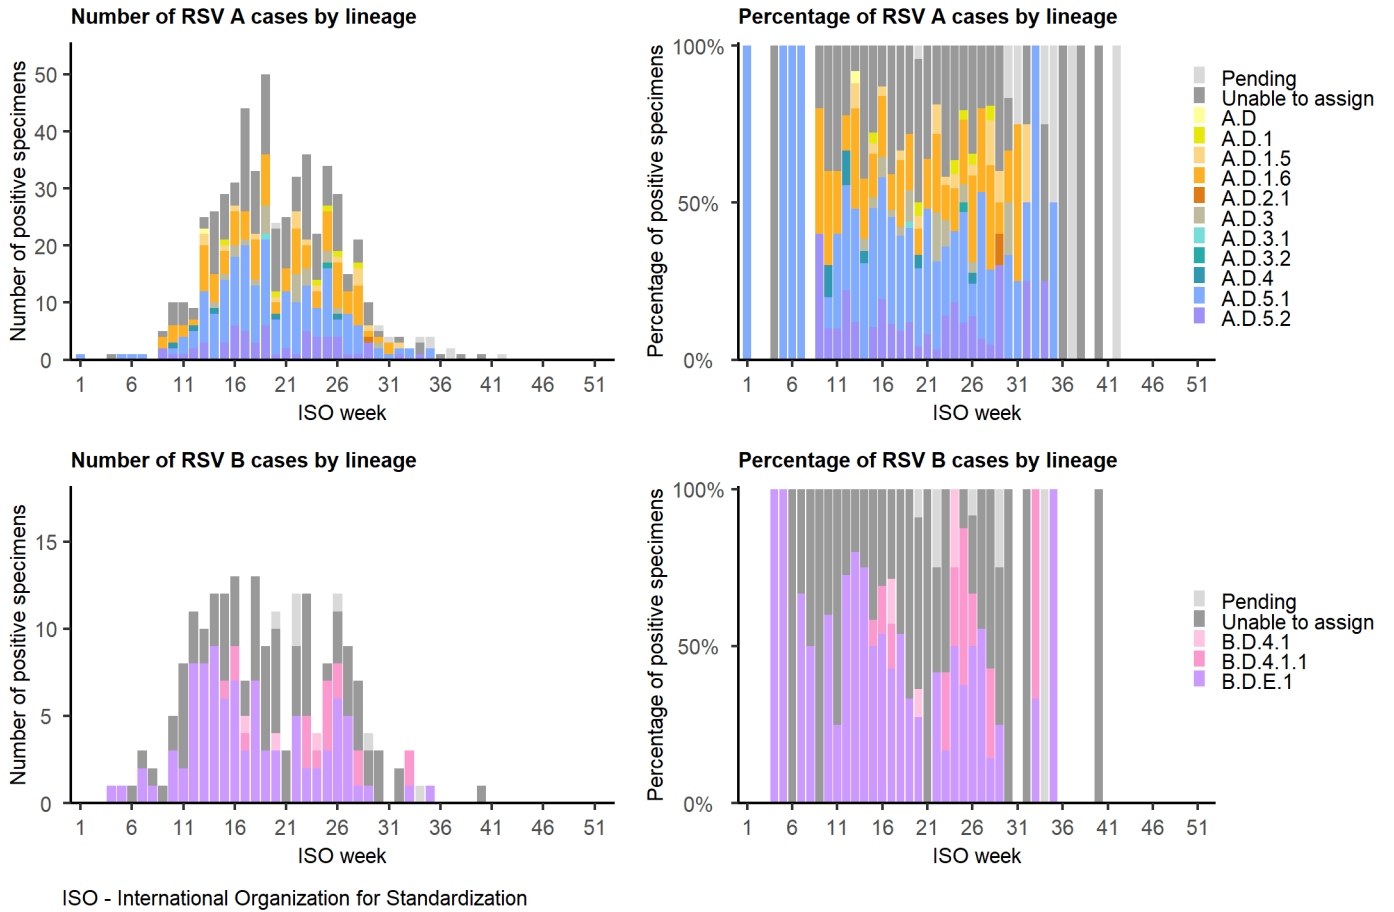 Number of RSV A cases by lineage
Number of positive specimens
50
40
30
20
10
0
1 6 11 16 21 26 31 36 41 46 51
ISO week
Percentage of RSV A cases by lineage
Percentage of positive specimens
100%
50%
0%
1 6 11 16 21 26 31 36 41 46 51
ISO week
Pending
Unable to assign
A.D
A.D.1
A.D.1.5
A.D.1.6
A.D.2.1
A.D.3
A.D.3.1
A.D.3.2
A.D.4
A.D.5.1
A.D.5.2
Number of RSV B cases by lineage
Number of positive specimens
15
10
5
0
1 6 11 16 21 26 31 36 41 46 51
ISO week
Percentage of RSV B cases by lineage
Percentage of positive specimens
100%
50%
0%
1 6 11 16 21 26 31 36 41 46 51
ISO week
Pending
Unable to assign
B.D.4.1
B.D.4.1.1
B.D.E.1
ISO - International Organization for Standardization